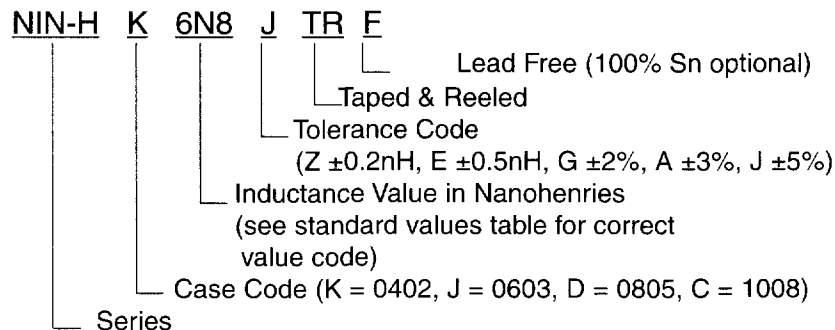 NIN-H K 6N8 J TR F
Lead Free (100% Sn optional)
Taped & Reeled
Tolerance Code
(Z ±0.2nH, E ±0.5nH, G ±2%, A ±3%, J ±5%)
Inductance Value in Nanohenries
(see standard values table for correct
value code)
Case Code (K = 0402, J = 0603, D = 0805, C = 1008)
Series